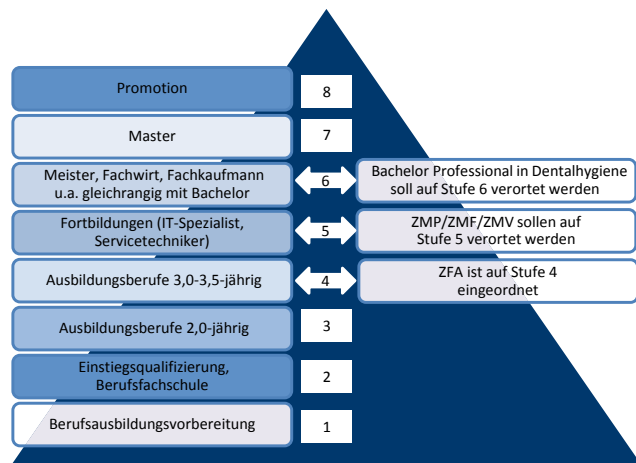 Promotion
8
Master
7
Meister, Fachwirt, Fachkaufmann
u.a. gleichrangig mit Bachelor
6
Bachelor Professional in Dentalhygiene
soll auf Stufe 6 verortet werden
Fortbildungen (IT-Spezialist,
Servicetechniker)
5
ZMP/ZMF/ZMV sollen auf
Stufe 5 verortet werden
Ausbildungsberufe 3,0-3,5-jährig
4
ZFA ist auf Stufe 4
eingeordnet
Ausbildungsberufe 2,0-jährig
3
Einstiegsqualifizierung,
Berufsfachschule
2
Berufsausbildungsvorbereitung
1